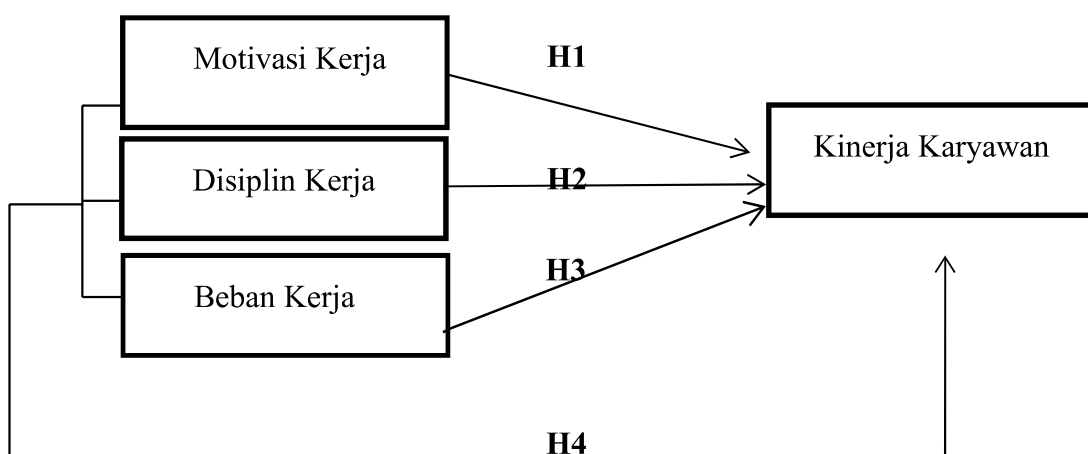 Motivasi Kerja
H1
Kinerja Karyawan
Disiplin Kerja
H2
Beban Kerja
H3
H4